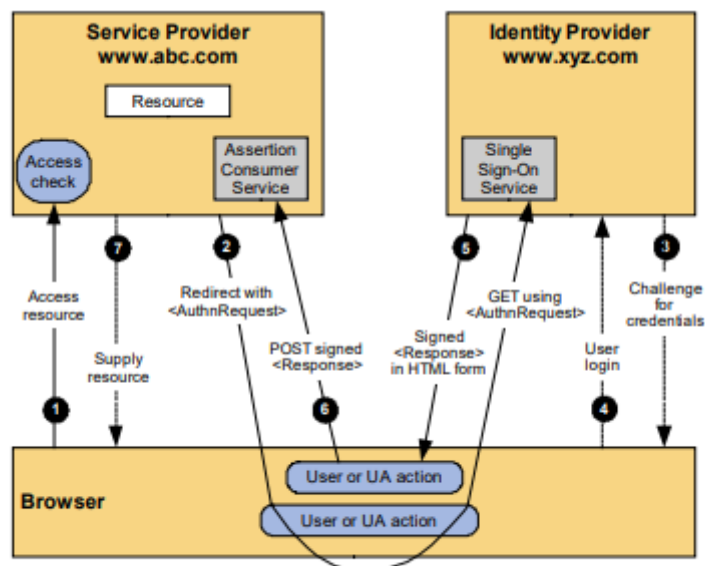 Service Provider
www.abc.com
Identity Provider
www.xyz.com
Resource
Access
check
Assertion
Consumer
Service
Single
Sign-On
Service
7
2
5
3
Access
resource
Redirect with
<AuthnRequest>
GET using
<AuthnRequest>
Challenge
for
credentials
Supply
resource
POST signed
<Response>
Signed
<Response>
in HTML form
User
login
1
6
4
User or UA action
Browser
User or UA action